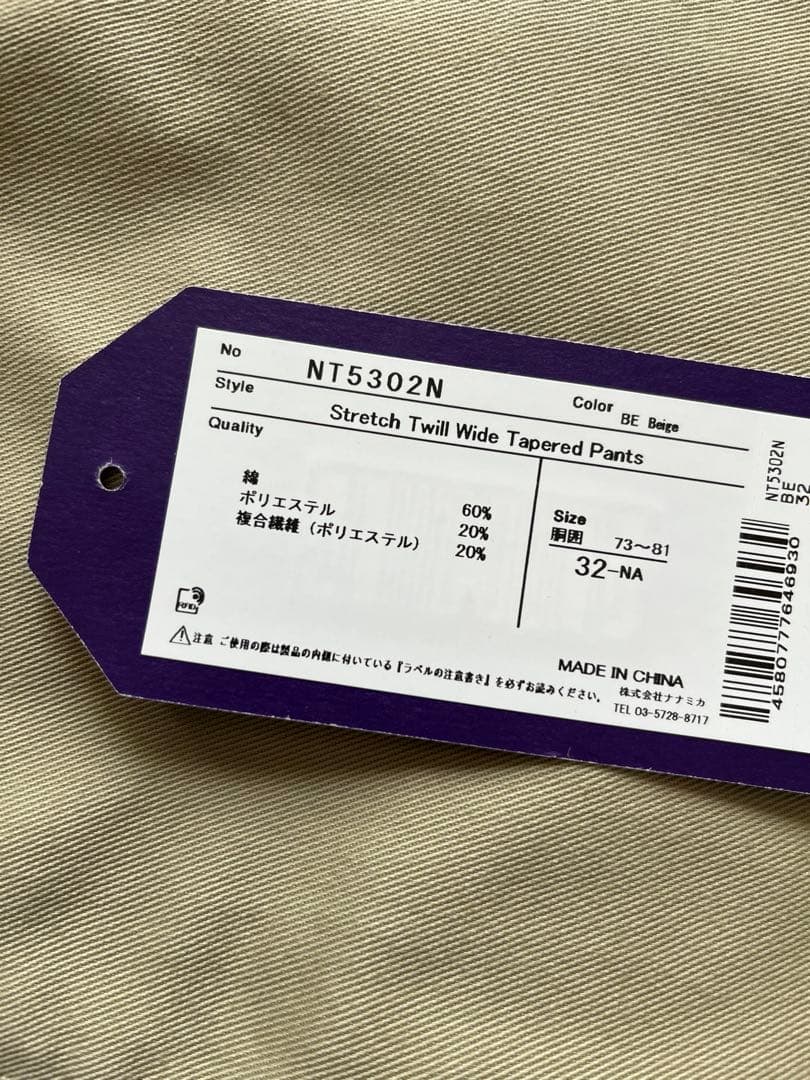 No NT5302N Color BE Beige
Style Stretch Twill Wide Tapered Pants
Quality
綿 60%
ポリエステル 20%
複合繊維（ポリエステル） 20%
Size
胴囲 73〜81
32-NA
RFID
注意 ご使用の際は製品の内側に付いている『ラベルの注意書き』を必ずお読みください。
MADE IN CHINA
株式会社ナナミカ
TEL 03-5728-8717
NT5302N
BE
32
4580777646930